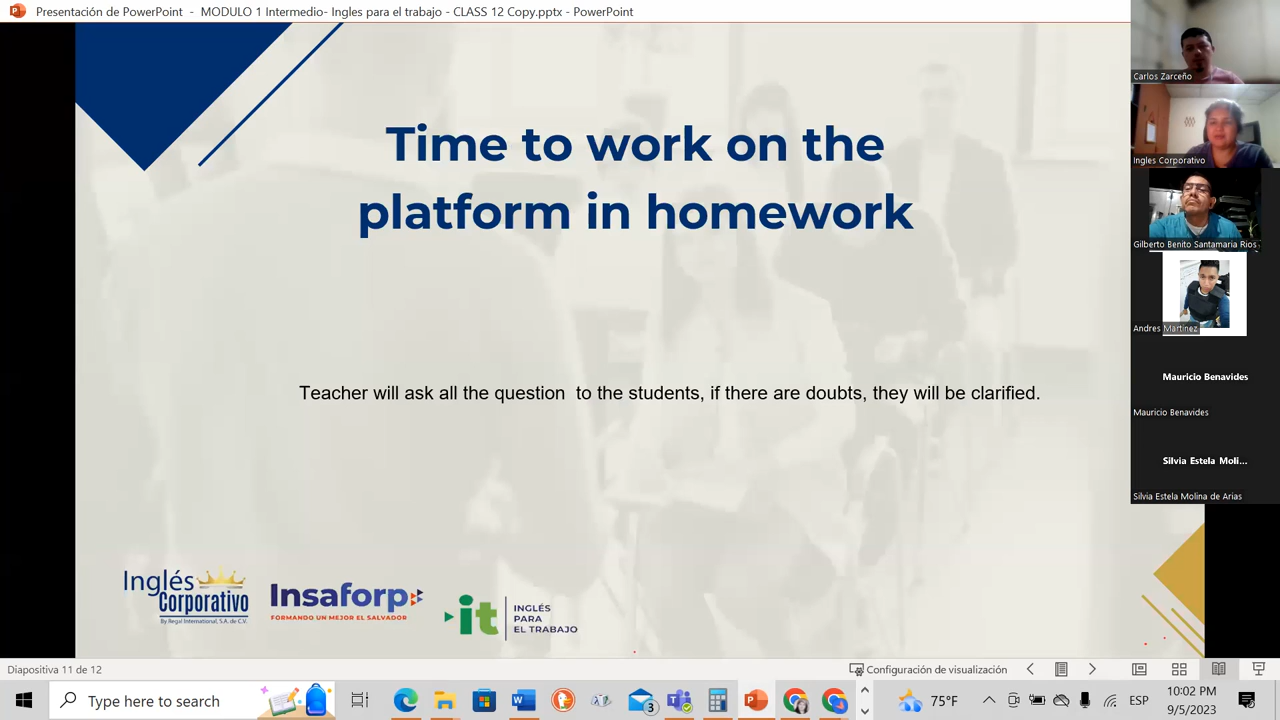 Presentación de PowerPoint - MODULO 1 Intermedio- Ingles para el trabajo - CLASS 12 Copy.pptx - PowerPoint
Time to work on the
platform in homework
Teacher will ask all the question to the students, if there are doubts, they will be clarified.
Inglés
Corporativo
By Regal International, S.A. de C.V.
Insaforp
FORMANDO UN MEJOR EL SALVADOR
it
INGLÉS
PARA
EL TRABAJO
Carlos Zarceño
Ingles Corporativo
Gilberto Benito Santamaria Rios
Andres Martinez
Mauricio Benavides
Mauricio Benavides
Silvia Estela Moli...
Silvia Estela Molina de Arias
Diapositiva 11 de 12
Configuración de visualización
Type here to search
3
75°F
ESP
10:02 PM
9/5/2023